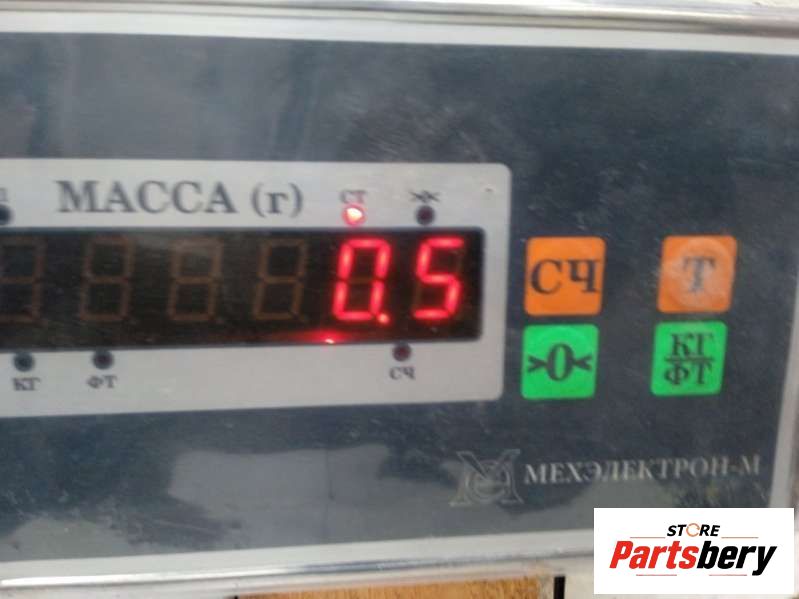 МАССА (г) СТ
0.5
СЧ Т
>0<
КГ
ФТ
КГ ФТ СЧ
МЕХЭЛЕКТРОН-М
STORE
Partsbery